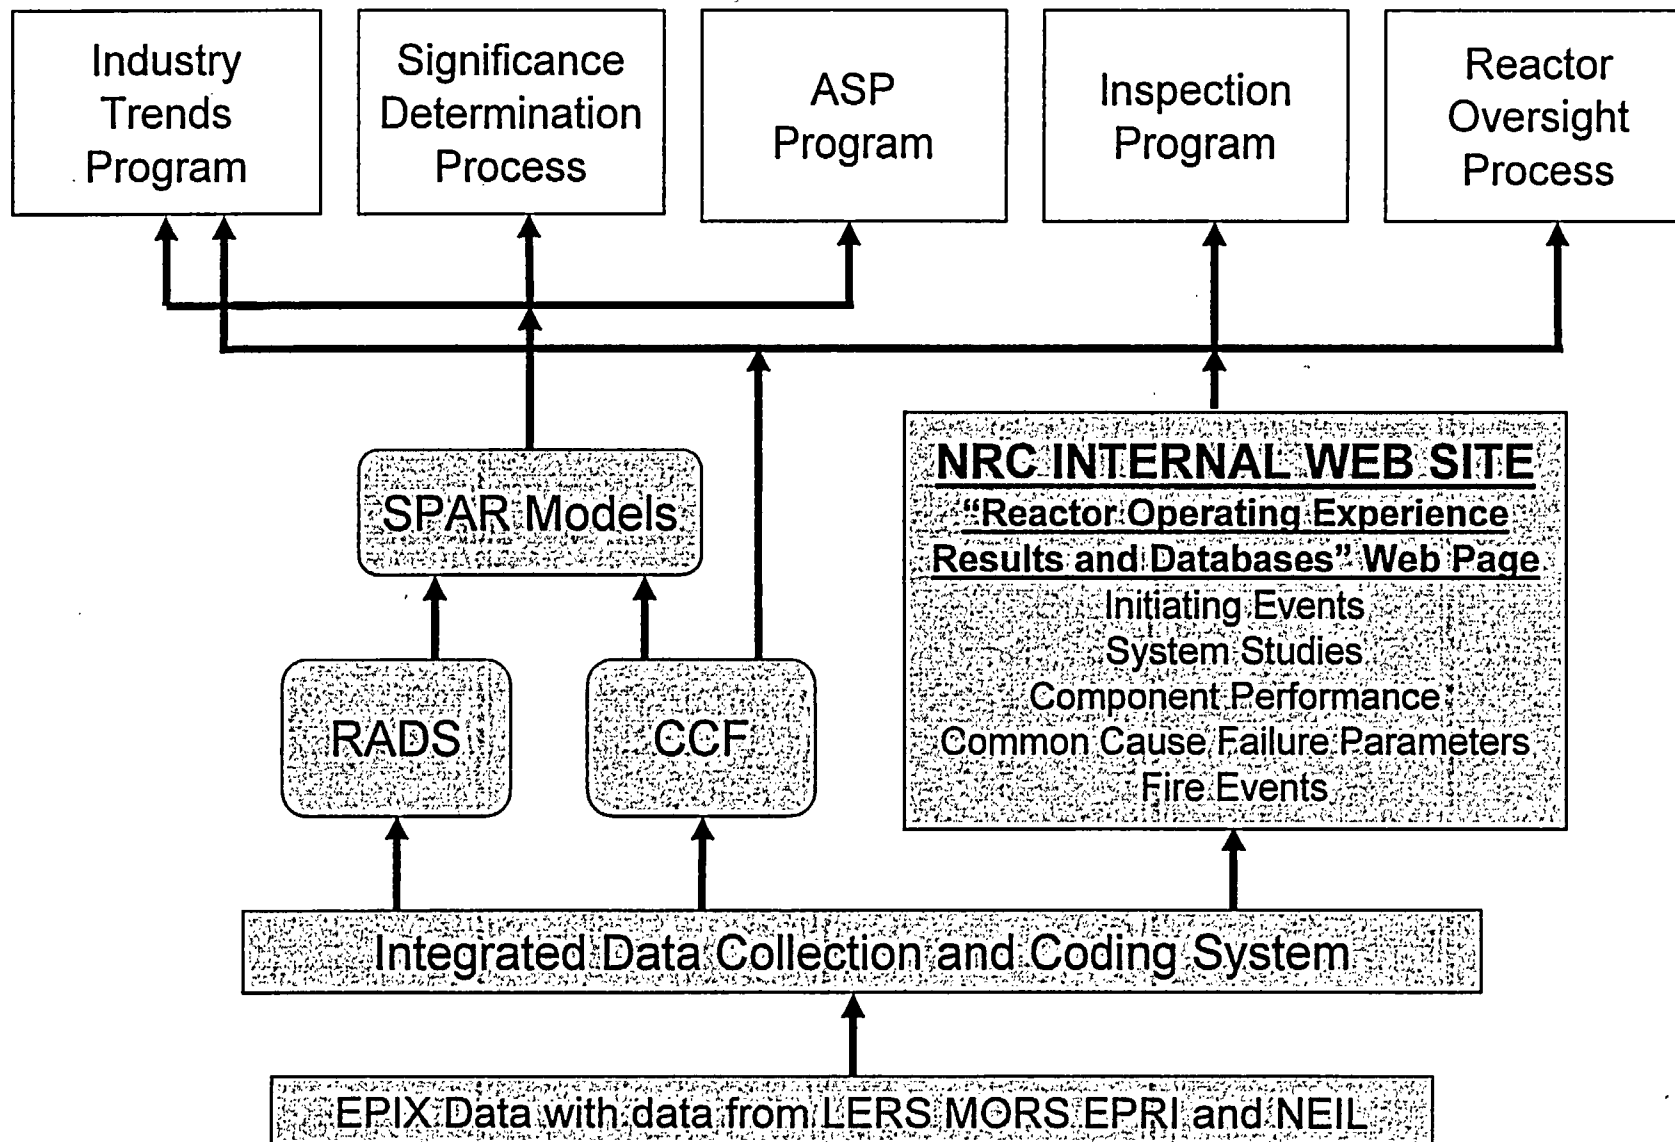 Industry
Trends
Program
Significance
Determination
Process
ASP
Program
Inspection
Program
Reactor
Oversight
Process
SPAR Models
RADS
CCF
NRC INTERNAL WEB SITE
“Reactor Operating Experience
Results and Databases” Web Page
Initiating Events
System Studies
Component Performance
Common Cause Failure Parameters
Fire Events
Integrated Data Collection and Coding System
EPIX Data with data from LERS MORS EPRI and NEIL